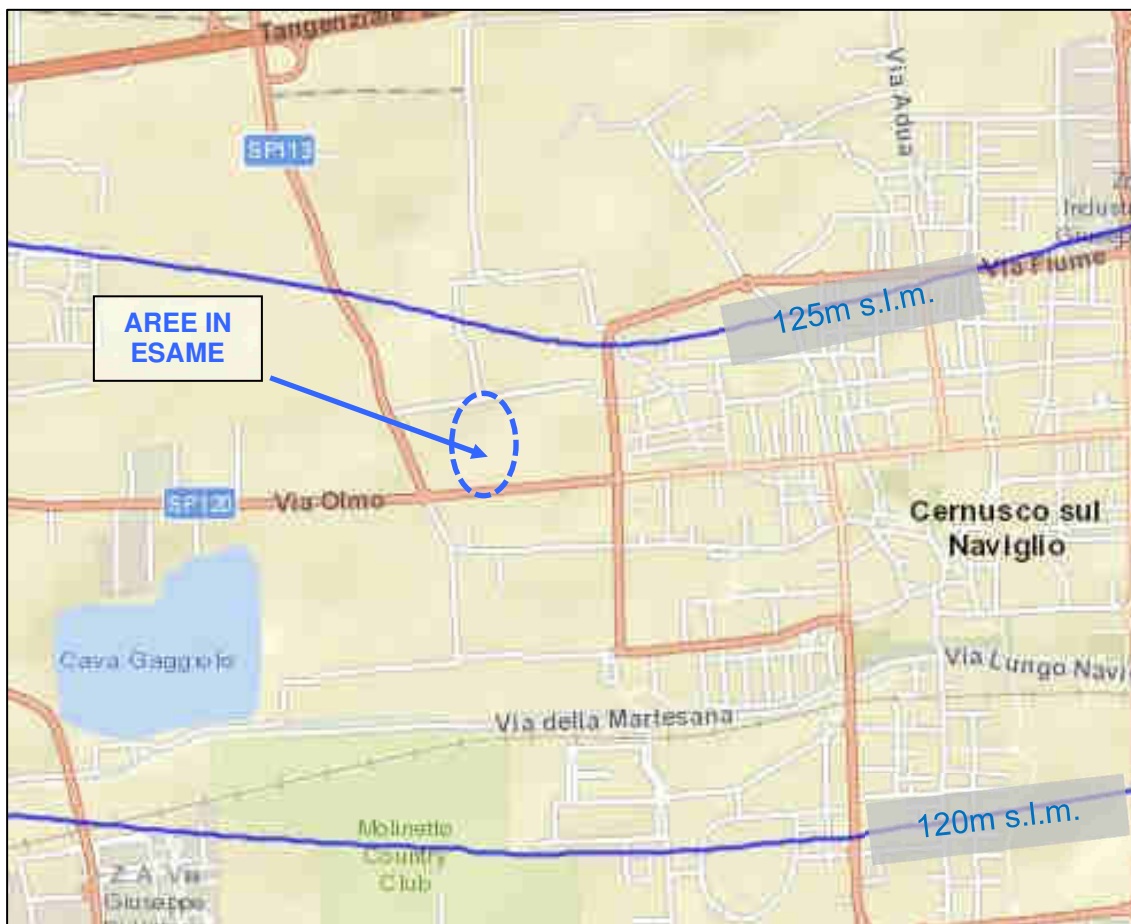 Tangenziale
Via Adua
SP113
Via Fiume
125m s.l.m.
AREE IN
ESAME
SP120
Via Olmo
Cernusco sul
Naviglio
Cava Gaggiolo
Via Lungo Navi
Via della Martesana
120m s.l.m.
Molinetto
Country
Club
Z.A. Via
Giuseppe